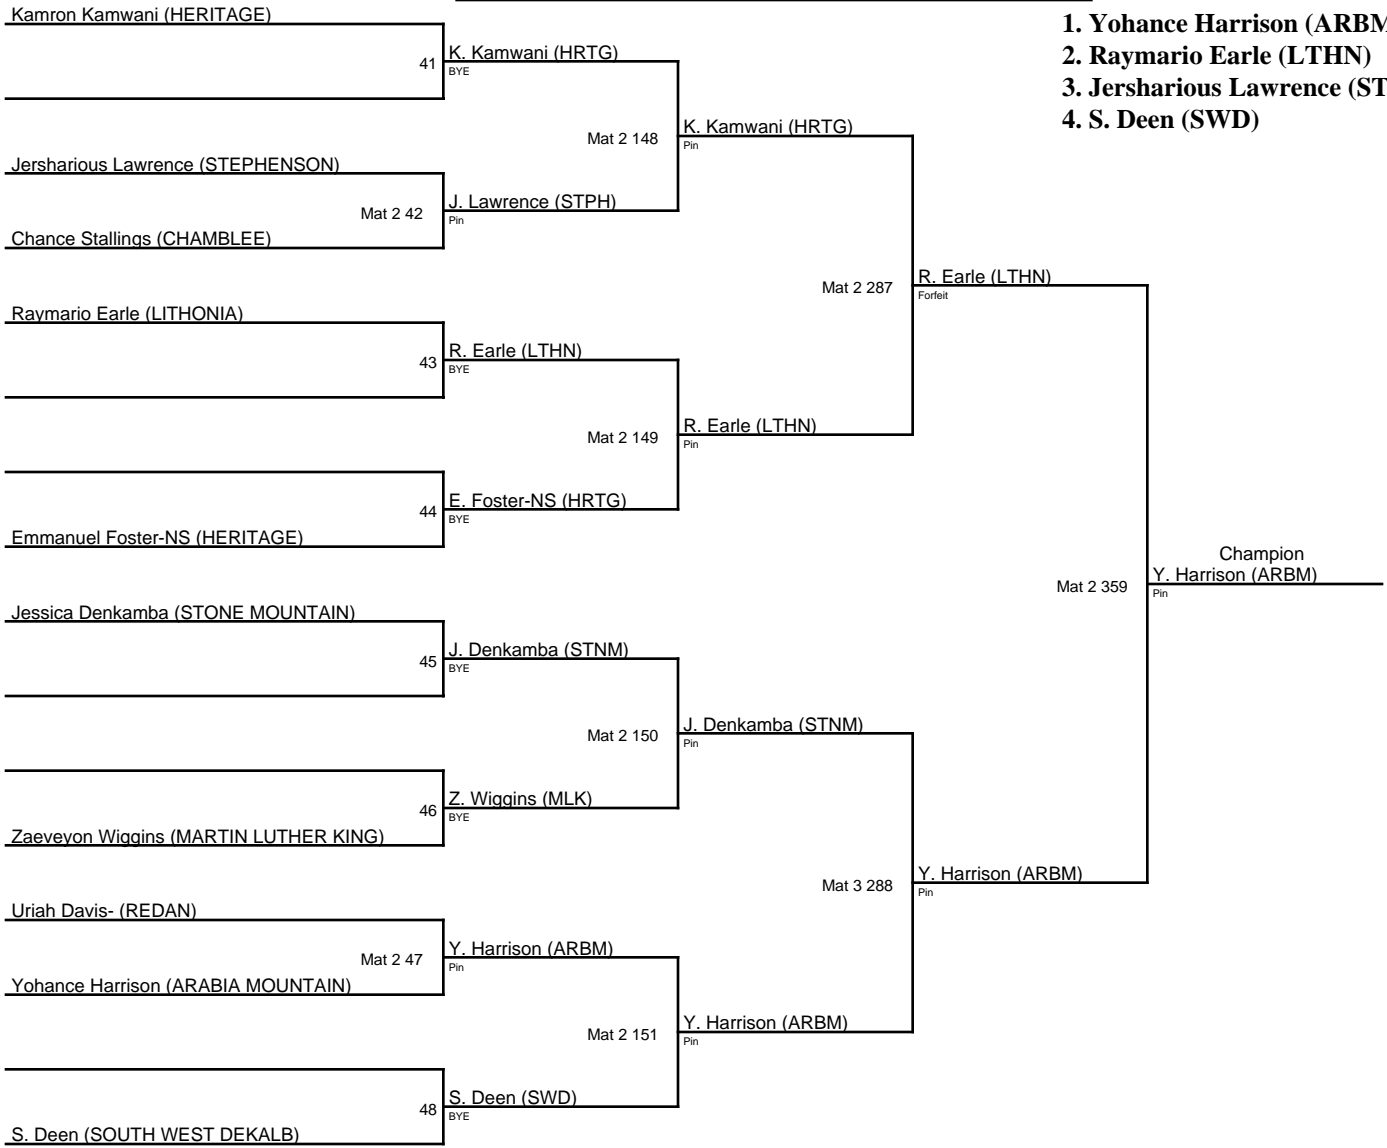 Kamron Kamwani (HERITAGE)
1. Yohance Harrison (ARBM
2. Raymario Earle (LTHN)
3. Jersharious Lawrence (ST
4. S. Deen (SWD)
41
K. Kamwani (HRTG)
BYE
Mat 2 148
K. Kamwani (HRTG)
Pin
Jersharious Lawrence (STEPHENSON)
Mat 2 42
J. Lawrence (STPH)
Pin
Chance Stallings (CHAMBLEE)
Mat 2 287
R. Earle (LTHN)
Forfeit
Raymario Earle (LITHONIA)
43
R. Earle (LTHN)
BYE
Mat 2 149
R. Earle (LTHN)
Pin
44
E. Foster-NS (HRTG)
BYE
Emmanuel Foster-NS (HERITAGE)
Champion
Mat 2 359
Y. Harrison (ARBM)
Pin
Jessica Denkamba (STONE MOUNTAIN)
45
J. Denkamba (STNM)
BYE
Mat 2 150
J. Denkamba (STNM)
Pin
46
Z. Wiggins (MLK)
BYE
Zaeveyon Wiggins (MARTIN LUTHER KING)
Mat 3 288
Y. Harrison (ARBM)
Pin
Uriah Davis- (REDAN)
Mat 2 47
Y. Harrison (ARBM)
Pin
Yohance Harrison (ARABIA MOUNTAIN)
Mat 2 151
Y. Harrison (ARBM)
Pin
48
S. Deen (SWD)
BYE
S. Deen (SOUTH WEST DEKALB)